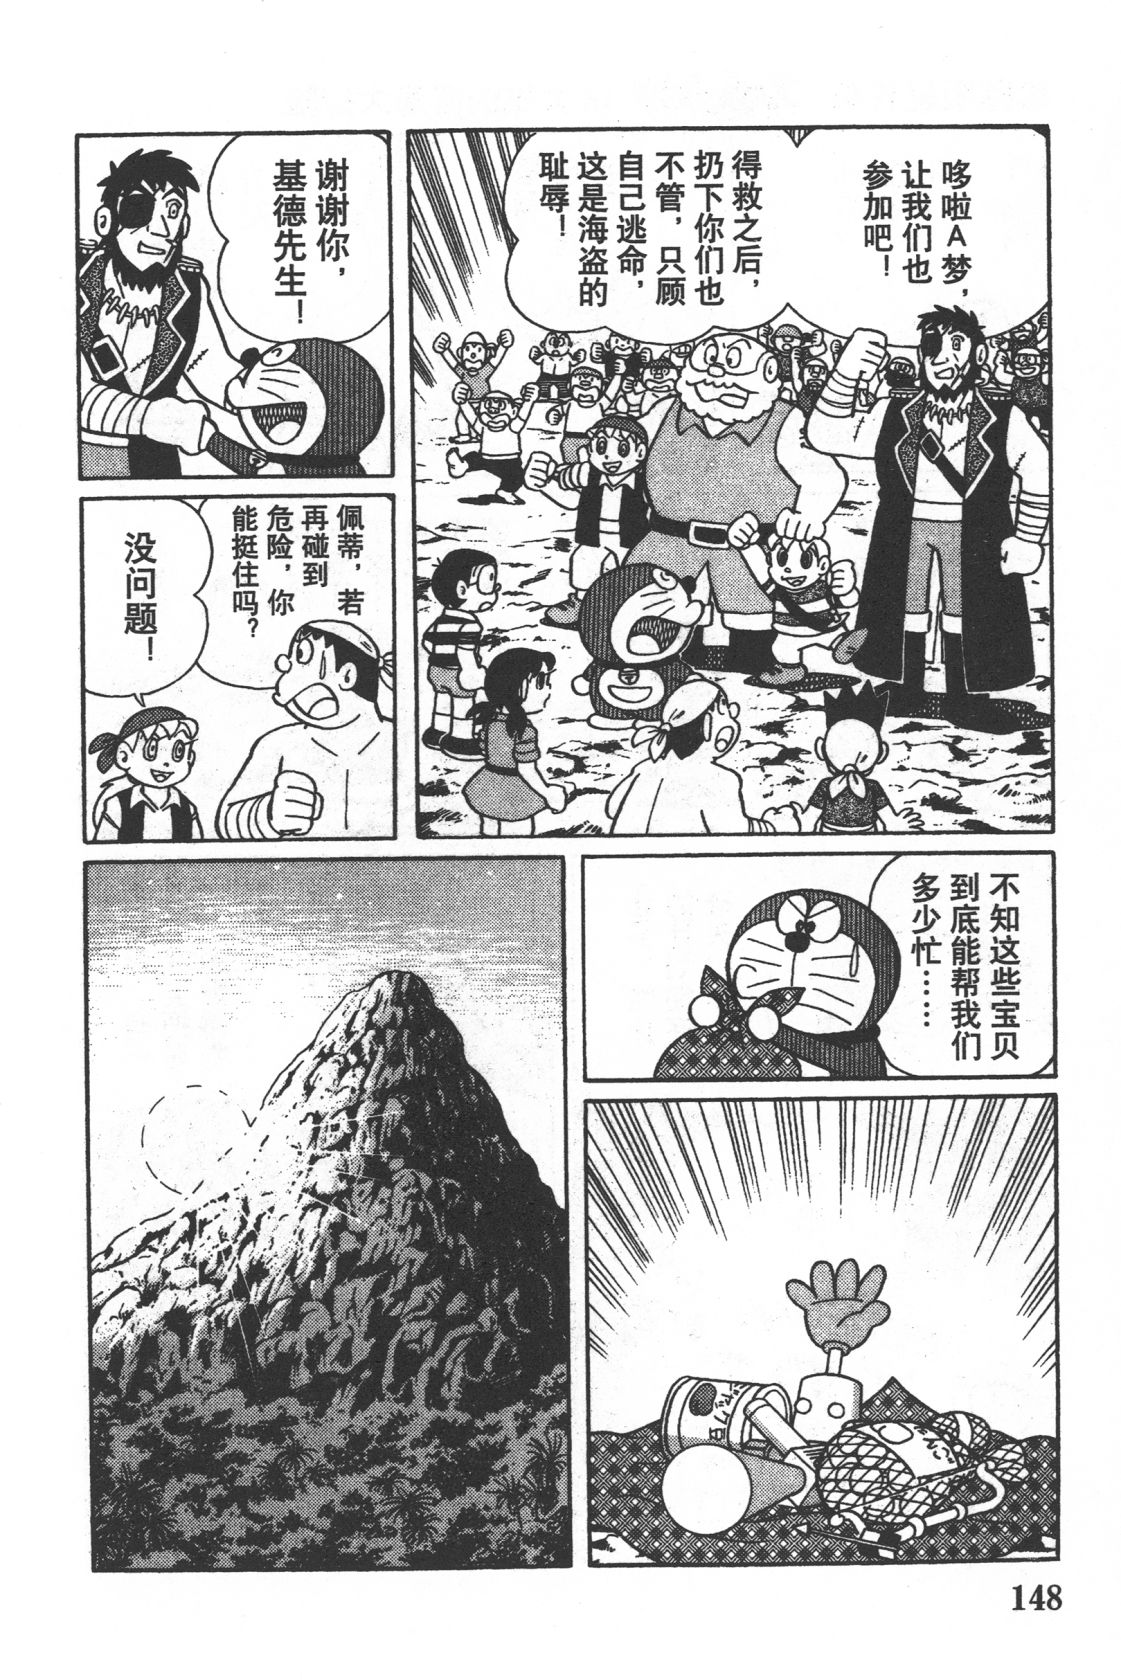 哆啦A梦，
让我们也
参加吧！
得救之后，
扔下你们也
不管，只顾
自己逃命，
这是海盗的
耻辱！
谢谢你，
基德先生！
佩蒂，若
再碰到
危险，你
能挺住吗？
没问题！
不知这些宝贝
到底能帮我们
多少忙……
148